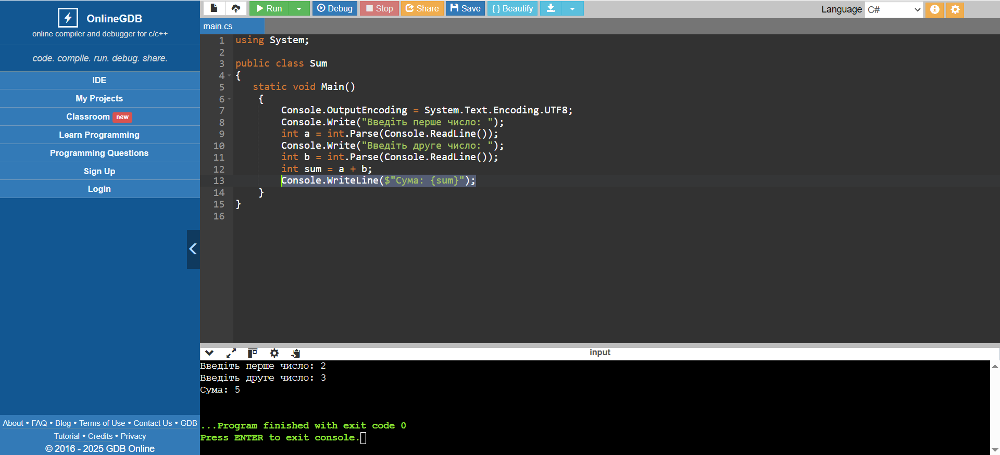 OnlineGDB
online compiler and debugger for c/c++
code. compile. run. debug. share.
IDE
My Projects
Classroom new
Learn Programming
Programming Questions
Sign Up
Login
About • FAQ • Blog • Terms of Use • Contact Us • GDB
Tutorial • Credits • Privacy
© 2016 - 2025 GDB Online
Run Debug Stop Share Save { } Beautify Language C#
main.cs
1 using System;
2
3 public class Sum
4 {
5 static void Main()
6 {
7 Console.OutputEncoding = System.Text.Encoding.UTF8;
8 Console.Write("Введіть перше число: ");
9 int a = int.Parse(Console.ReadLine());
10 Console.Write("Введіть друге число: ");
11 int b = int.Parse(Console.ReadLine());
12 int sum = a + b;
13 Console.WriteLine($"Сума: {sum}");
14 }
15 }
16
input
Введіть перше число: 2
Введіть друге число: 3
Сума: 5
...Program finished with exit code 0
Press ENTER to exit console.